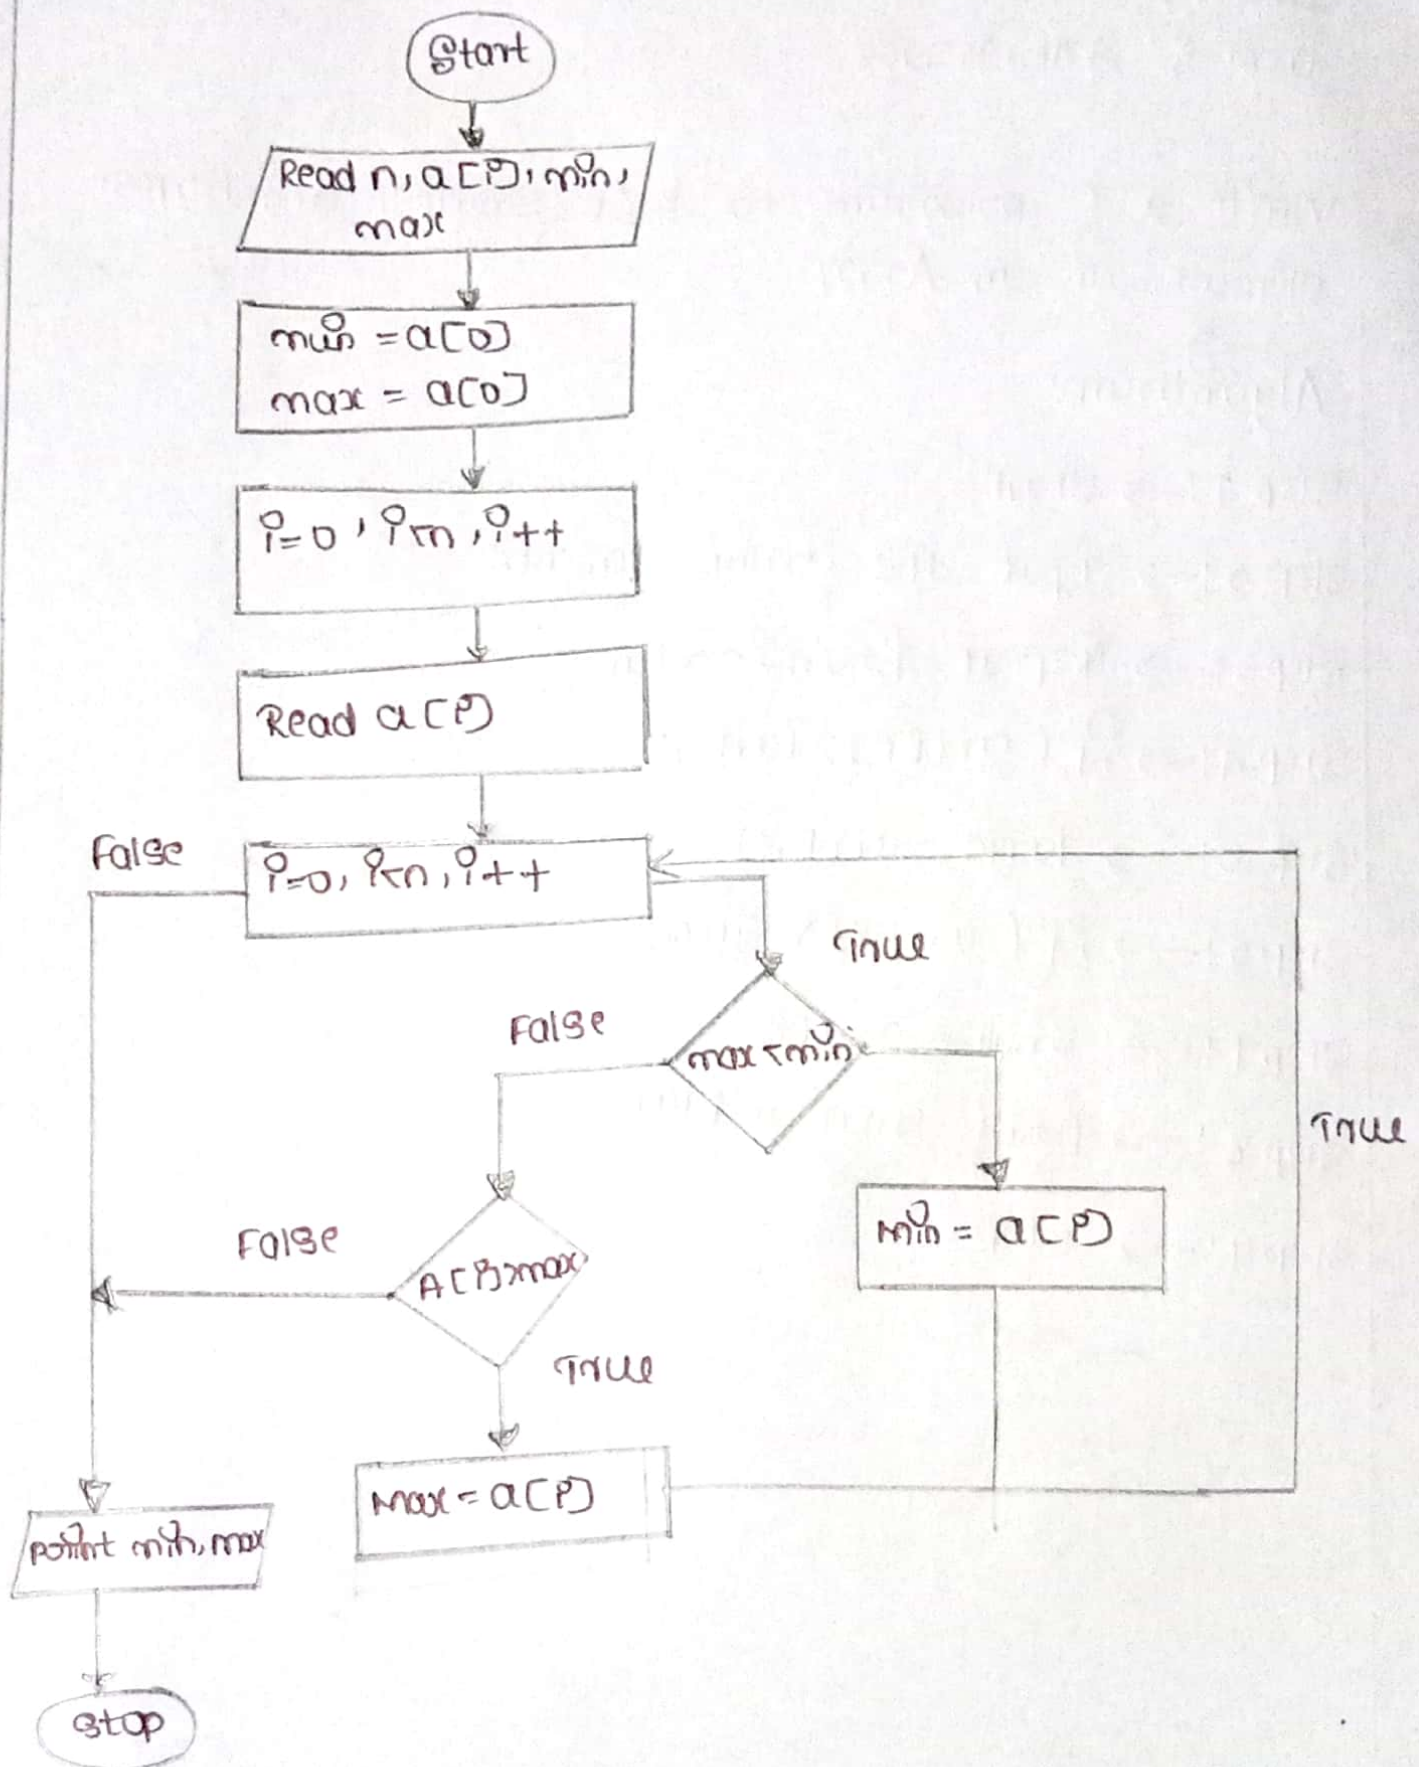 Start
Read n, a[i], min,
max
min = a[0]
max = a[0]
i=0, i<n, i++
Read a[i]
False
i=0, i<n, i++
True
False
max<min
True
False
A[i]>max
min = a[i]
True
max = a[i]
print min, max
Stop